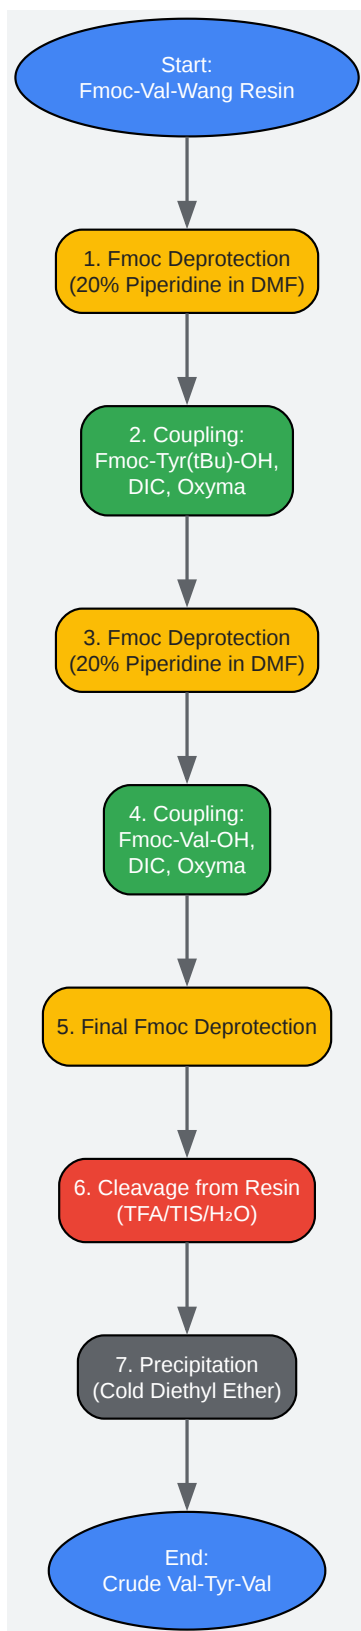 Start:
Fmoc-Val-Wang Resin
1. Fmoc Deprotection
(20% Piperidine in DMF)
2. Coupling:
Fmoc-Tyr(tBu)-OH,
DIC, Oxyma
3. Fmoc Deprotection
(20% Piperidine in DMF)
4. Coupling:
Fmoc-Val-OH,
DIC, Oxyma
5. Final Fmoc Deprotection
6. Cleavage from Resin
(TFA/TIS/H₂O)
7. Precipitation
(Cold Diethyl Ether)
End:
Crude Val-Tyr-Val